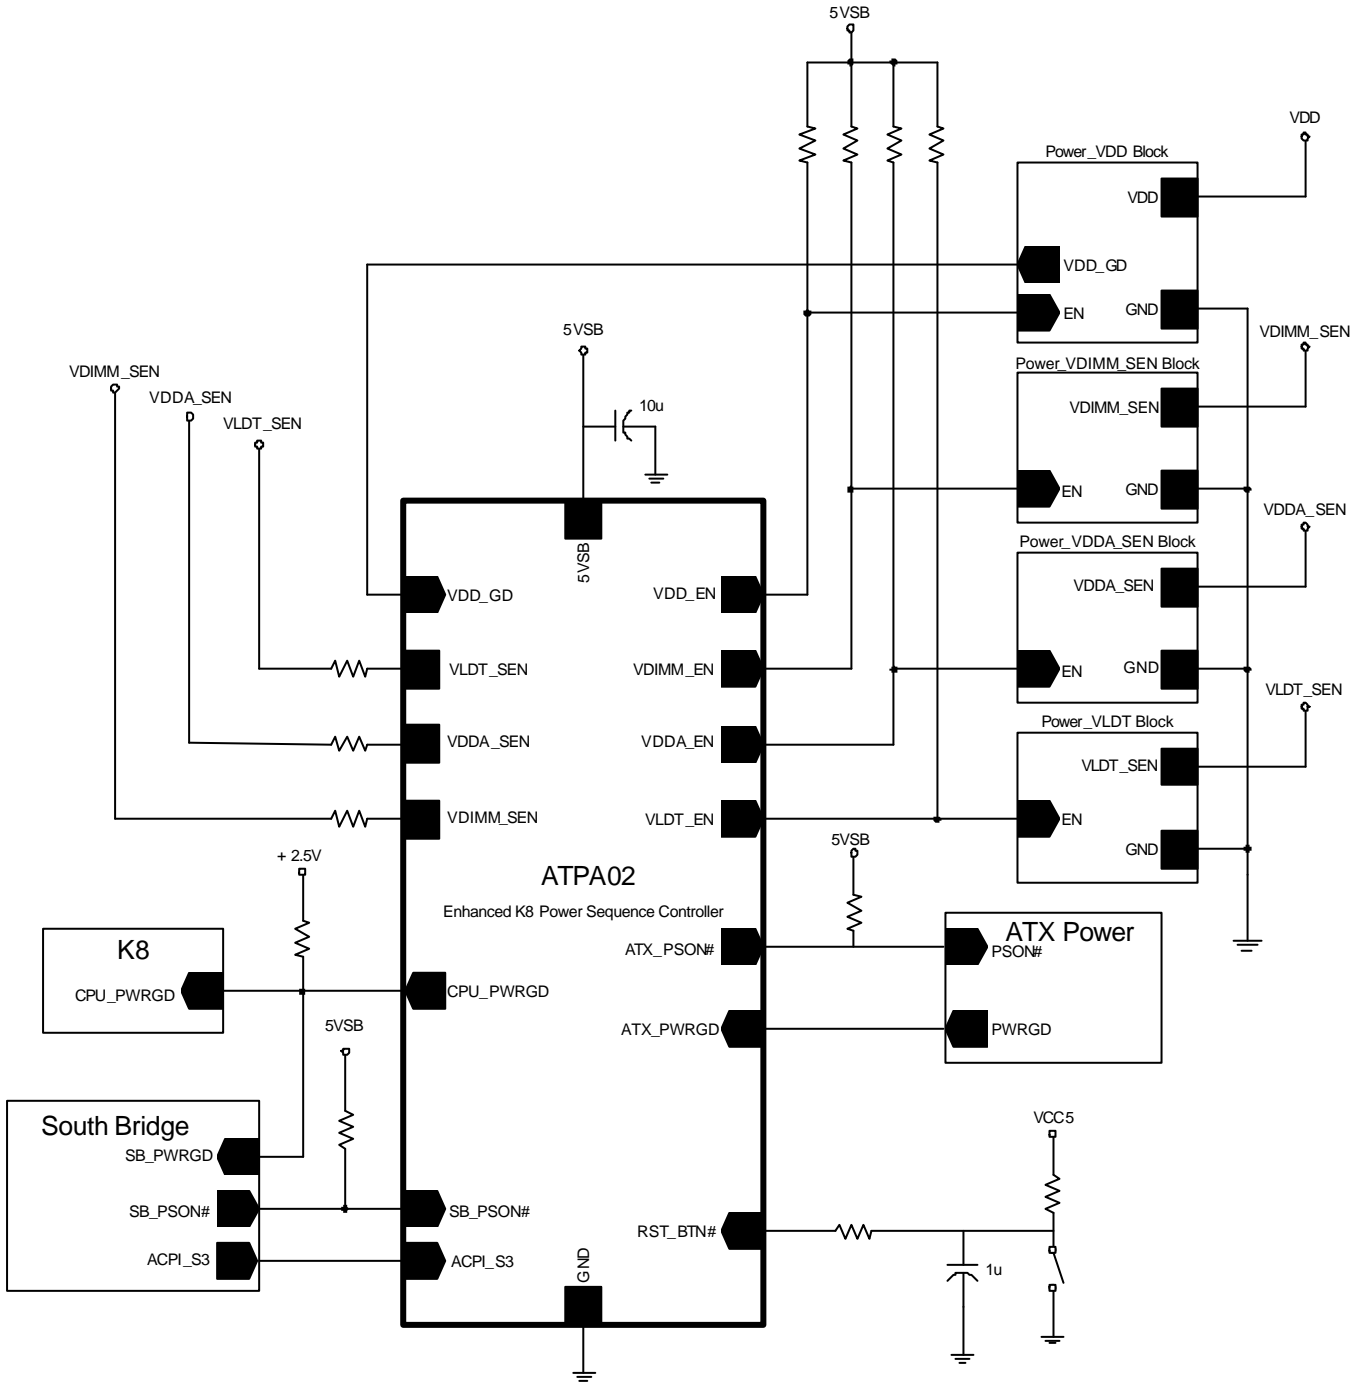 5VSB
VDD
Power_VDD Block
VDD
VDD_GD
EN
GND
5VSB
10u
VDIMM_SEN
VDDA_SEN
VLDT_SEN
VDIMM_SEN
Power_VDIMM_SEN Block
VDIMM_SEN
EN
GND
VDDA_SEN
Power_VDDA_SEN Block
VDDA_SEN
EN
GND
VLDT_SEN
Power_VLDT Block
VLDT_SEN
EN
GND
5VSB
VDD_GD
VDD_EN
VLDT_SEN
VDIMM_EN
VDDA_SEN
VDDA_EN
VDIMM_SEN
VLDT_EN
ATPA02
Enhanced K8 Power Sequence Controller
+ 2.5V
5VSB
K8
CPU_PWRGD
CPU_PWRGD
ATX_PSON#
ATX Power
PSON#
ATX_PWRGD
PWRGD
5VSB
South Bridge
SB_PWRGD
SB_PSON#
SB_PSON#
ACPI_S3
ACPI_S3
RST_BTN#
GND
VCC5
1u